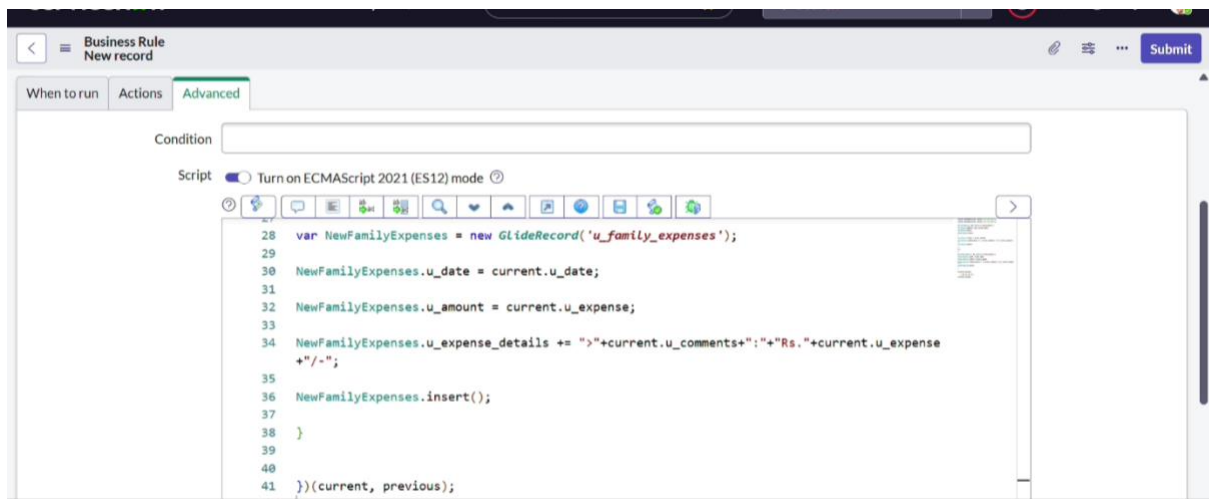 Business Rule
New record
Submit
When to run Actions Advanced
Condition
Script Turn on ECMAScript 2021 (ES12) mode
28 var NewFamilyExpenses = new GlideRecord('u_family_expenses');
29
30 NewFamilyExpenses.u_date = current.u_date;
31
32 NewFamilyExpenses.u_amount = current.u_expense;
33
34 NewFamilyExpenses.u_expense_details += ">"+current.u_comments+":"+"Rs."+current.u_expense
+"/-";
35
36 NewFamilyExpenses.insert();
37
38 }
39
40
41 })(current, previous);